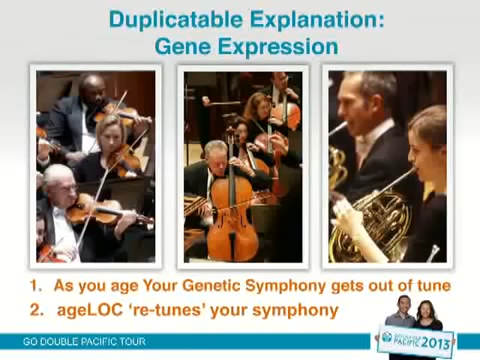 Duplicatable Explanation:
Gene Expression
1. As you age Your Genetic Symphony gets out of tune
2. ageLOC 're-tunes' your symphony
GO DOUBLE PACIFIC TOUR
PACIFIC 2013